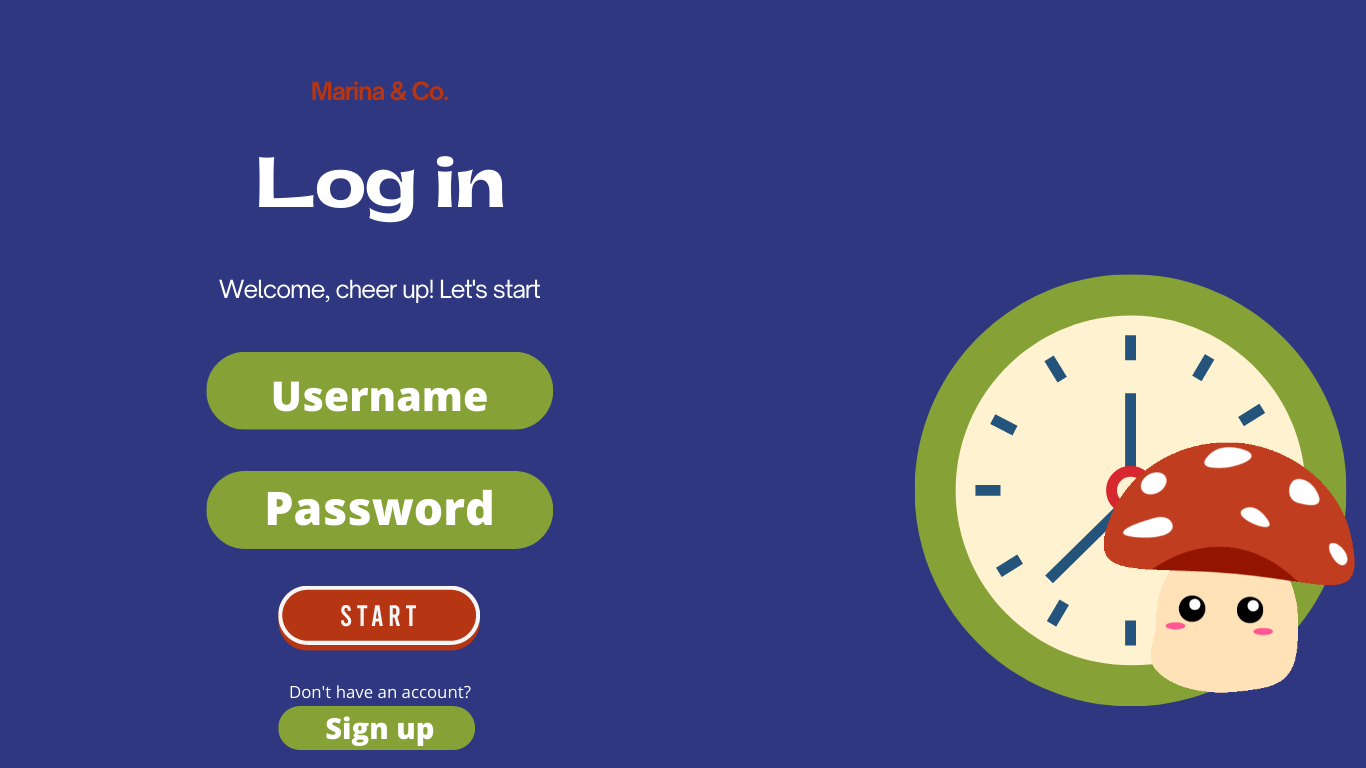 Marina & Co.
Log in
Welcome, cheer up! Let's start
Username
Password
START
Don't have an account?
Sign up